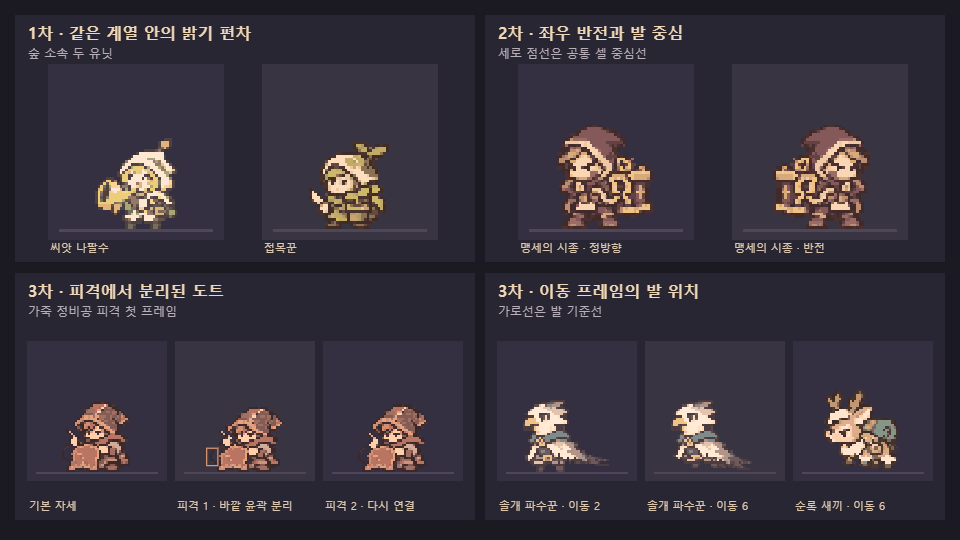 1차 · 같은 계열 안의 밝기 편차
숲 소속 두 유닛
씨앗 나팔수
접목꾼
2차 · 좌우 반전과 발 중심
세로 점선은 공통 셀 중심선
맹세의 시종 · 정방향
맹세의 시종 · 반전
3차 · 피격에서 분리된 도트
가죽 정비공 피격 첫 프레임
기본 자세
피격 1 · 바깥 윤곽 분리
피격 2 · 다시 연결
3차 · 이동 프레임의 발 위치
가로선은 발 기준선
솔개 파수꾼 · 이동 2
솔개 파수꾼 · 이동 6
순록 새끼 · 이동 6